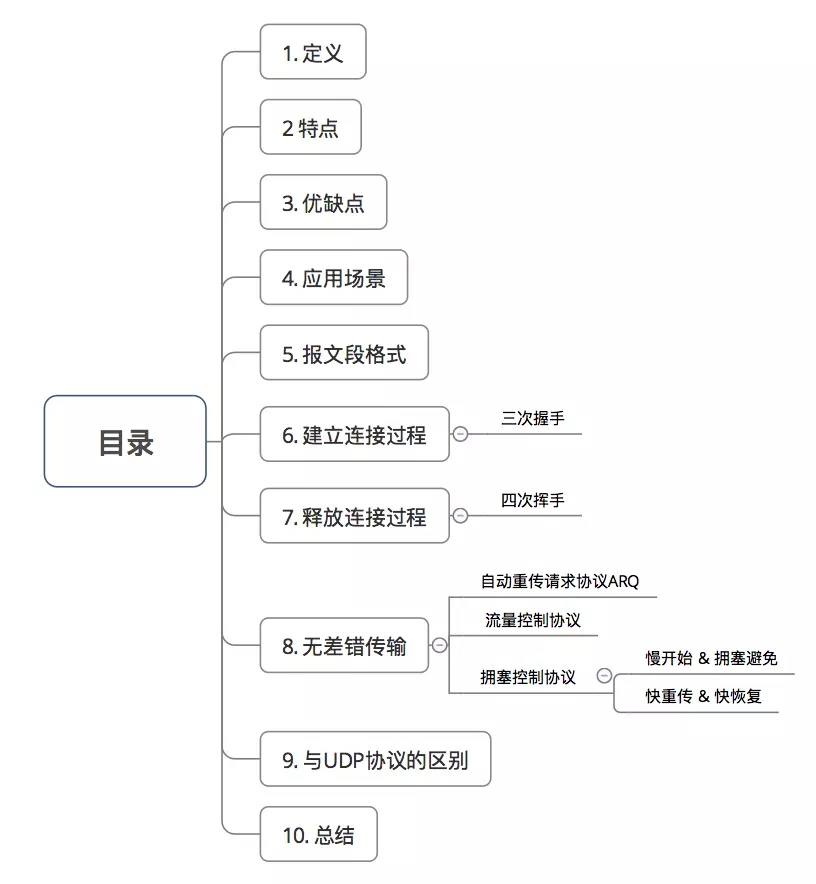 目录
1. 定义
2 特点
3. 优缺点
4. 应用场景
5. 报文段格式
6. 建立连接过程
三次握手
7. 释放连接过程
四次挥手
8. 无差错传输
自动重传请求协议ARQ
流量控制协议
拥塞控制协议
慢开始 & 拥塞避免
快重传 & 快恢复
9. 与UDP协议的区别
10. 总结